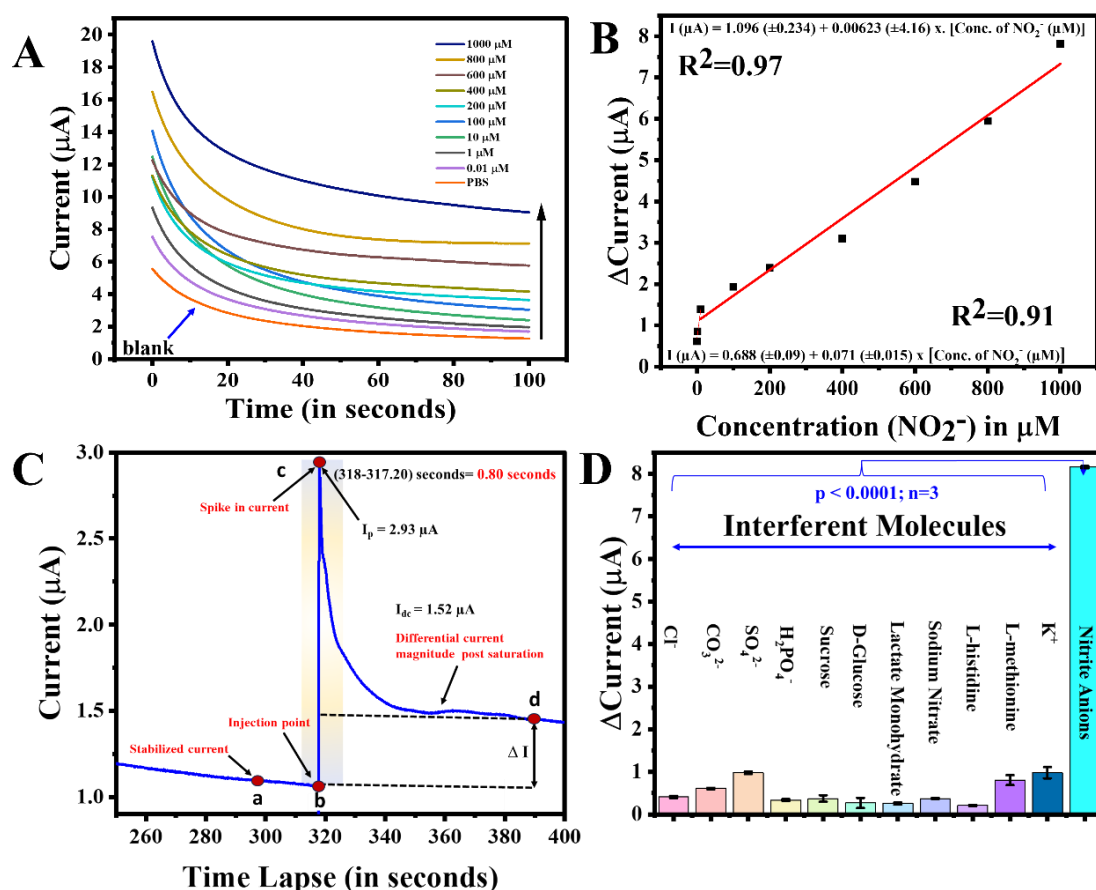 A
Current (µA)
20
18
16
14
12
10
8
6
4
2
0
1000 µM
800 µM
600 µM
400 µM
200 µM
100 µM
10 µM
1 µM
0.01 µM
PBS
blank
0 20 40 60 80 100
Time (in seconds)
B
ΔCurrent (µA)
8
7
6
5
4
3
2
1
0
I (µA) = 1.096 (±0.234) + 0.00623 (±4.16) x. [Conc. of NO₂⁻ (µM)]
R²=0.97
R²=0.91
I (µA) = 0.688 (±0.09) + 0.071 (±0.015) x [Conc. of NO₂⁻ (µM)]
0 200 400 600 800 1000
Concentration (NO₂⁻) in µM
C
Current (µA)
3.0
2.5
2.0
1.5
1.0
c
(318-317.20) seconds= 0.80 seconds
Spike in current
Iₚ = 2.93 µA
I_dc = 1.52 µA
Differential current
magnitude post saturation
d
Injection point
Stabilized current
Δ I
a
b
260 280 300 320 340 360 380 400
Time Lapse (in seconds)
D
ΔCurrent (µA)
8
7
6
5
4
3
2
1
0
p < 0.0001; n=3
Interferent Molecules
Cl⁻
CO₃²⁻
SO₄²⁻
H₂PO₄⁻
Sucrose
D-Glucose
Lactate Monohydrate
Sodium Nitrate
L-histidine
L-methionine
K⁺
Nitrite Anions